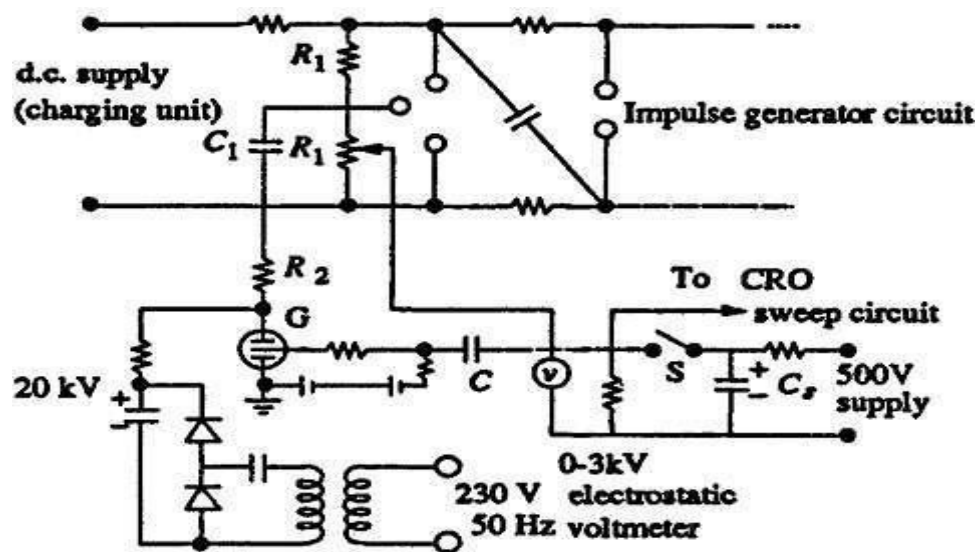 R1
d.c. supply
(charging unit)
Impulse generator circuit
C1
R1
R2
To CRO
sweep circuit
G
20 kV
+
-
C
v
S
+
-
Cs
500V
supply
0-3kV
230 V electrostatic
50 Hz voltmeter